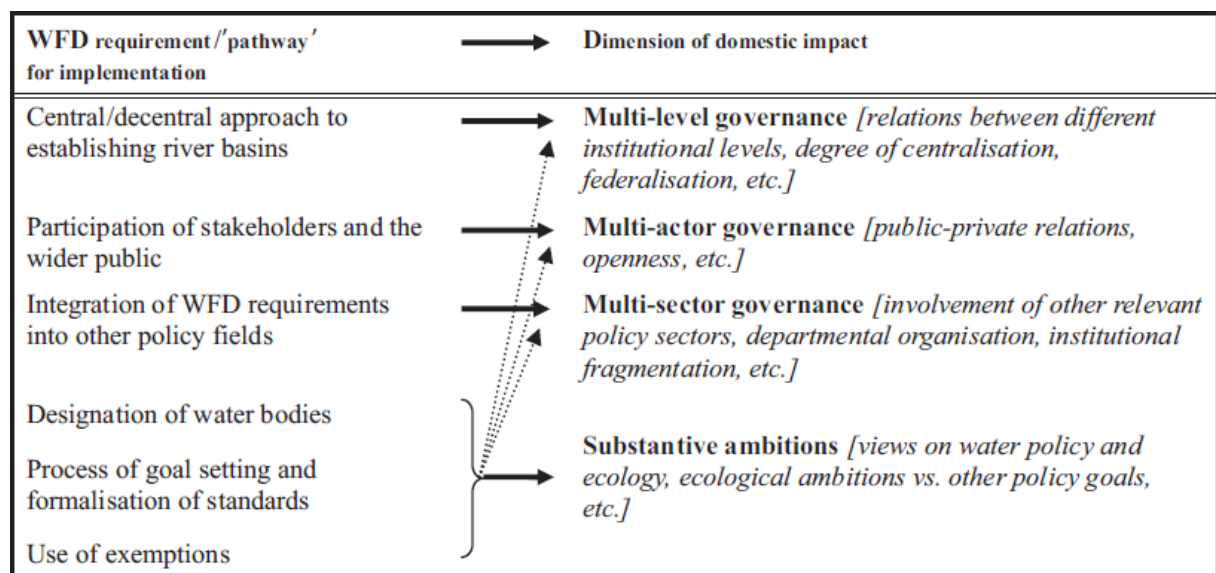 WFD requirement/'pathway' Dimension of domestic impact
for implementation
Central/decentral approach to
establishing river basins
Multi-level governance [relations between different
institutional levels, degree of centralisation,
federalisation, etc.]
Participation of stakeholders and the
wider public
Multi-actor governance [public-private relations,
openness, etc.]
Integration of WFD requirements
into other policy fields
Multi-sector governance [involvement of other relevant
policy sectors, departmental organisation, institutional
fragmentation, etc.]
Designation of water bodies
Process of goal setting and
formalisation of standards
Use of exemptions
Substantive ambitions [views on water policy and
ecology, ecological ambitions vs. other policy goals,
etc.]